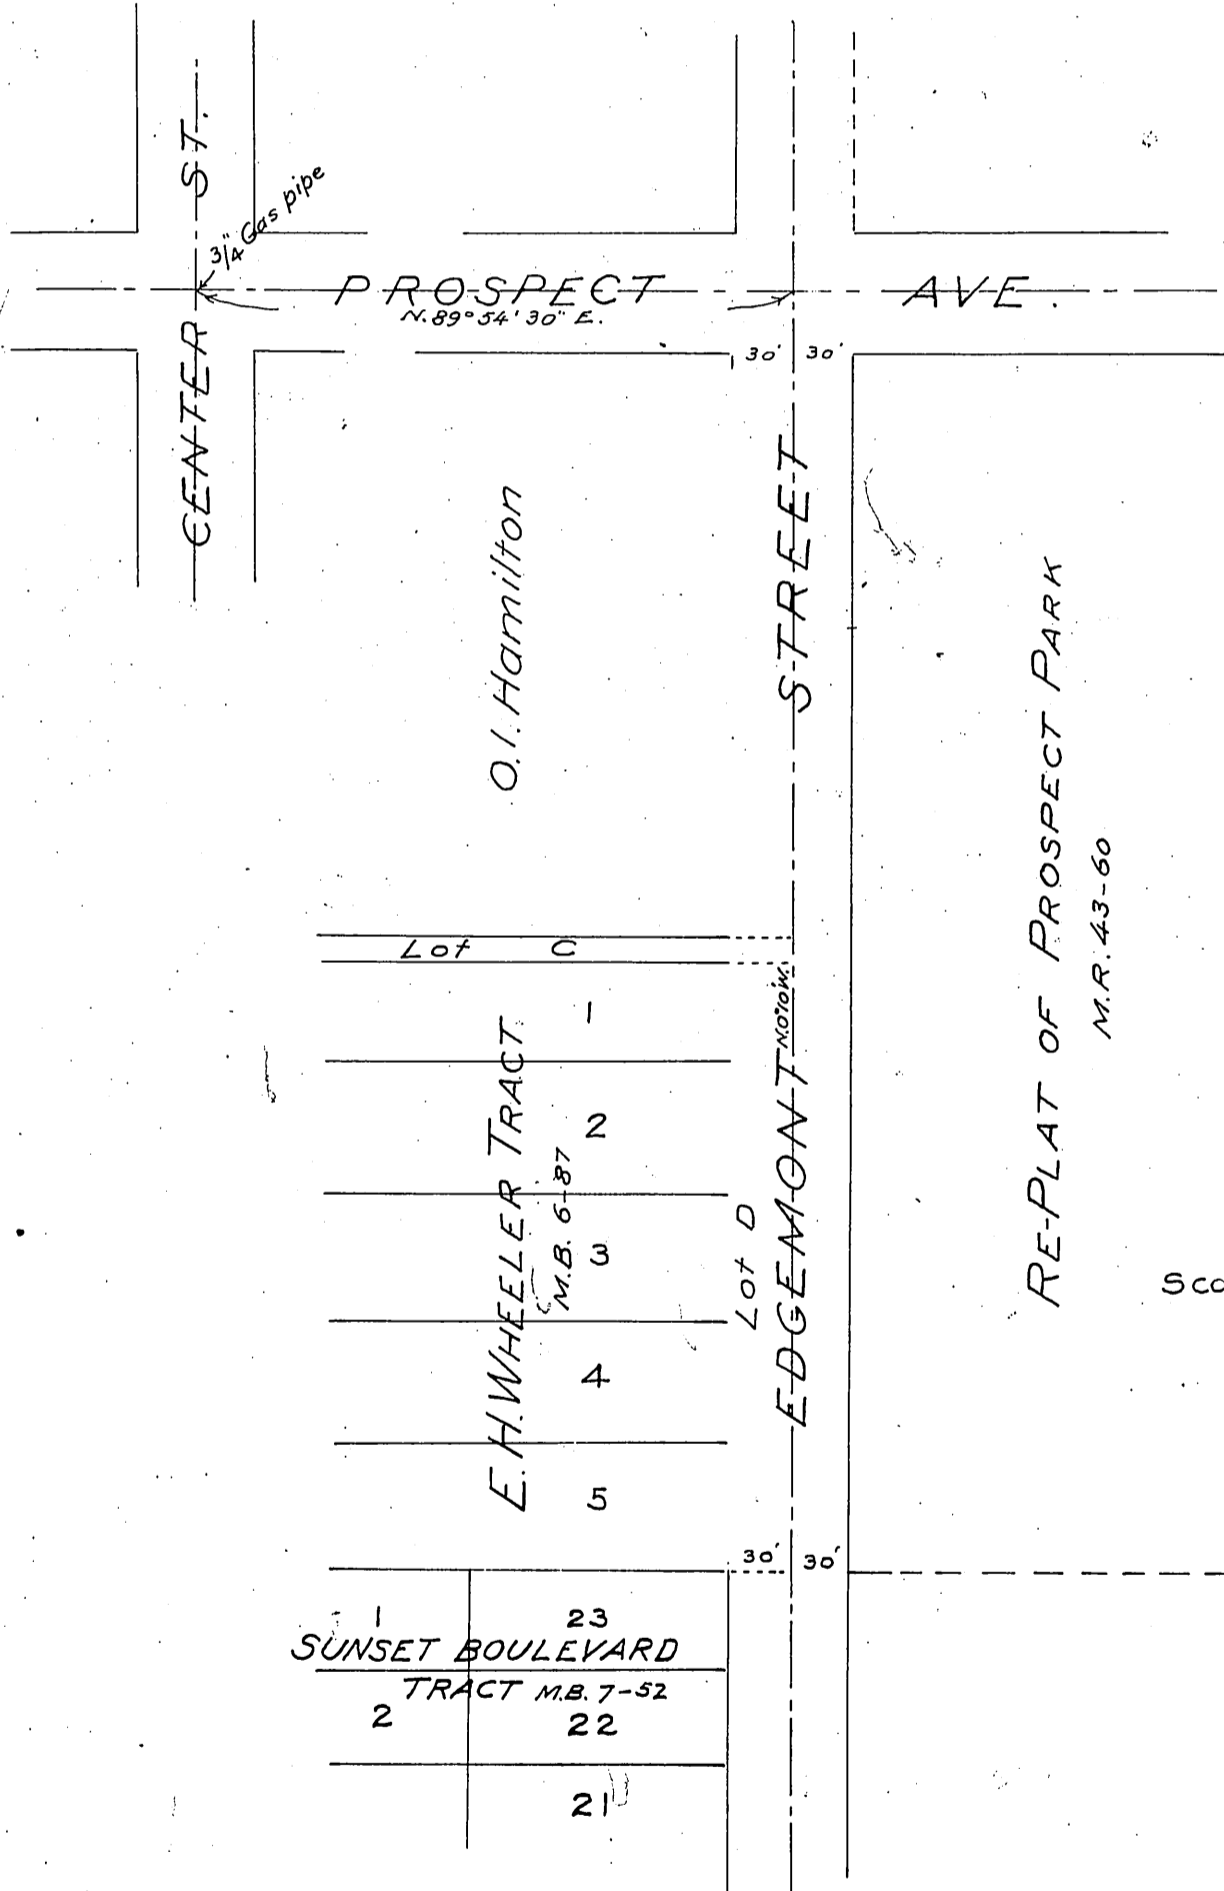 CENTER ST.
3/4" Gas pipe
PROSPECT AVE.
N.89°54'30" E.
30' 30'
O.I. Hamilton
EDGEMONT STREET
N.0°10'W.
RE-PLAT OF PROSPECT PARK
M.R. 43-60
Lot C
1
2
3
4
5
E.H. WHEELER TRACT
M.B. 6-87
Lot D
30' 30'
1 23
SUNSET BOULEVARD
TRACT M.B. 7-52
2 22
21